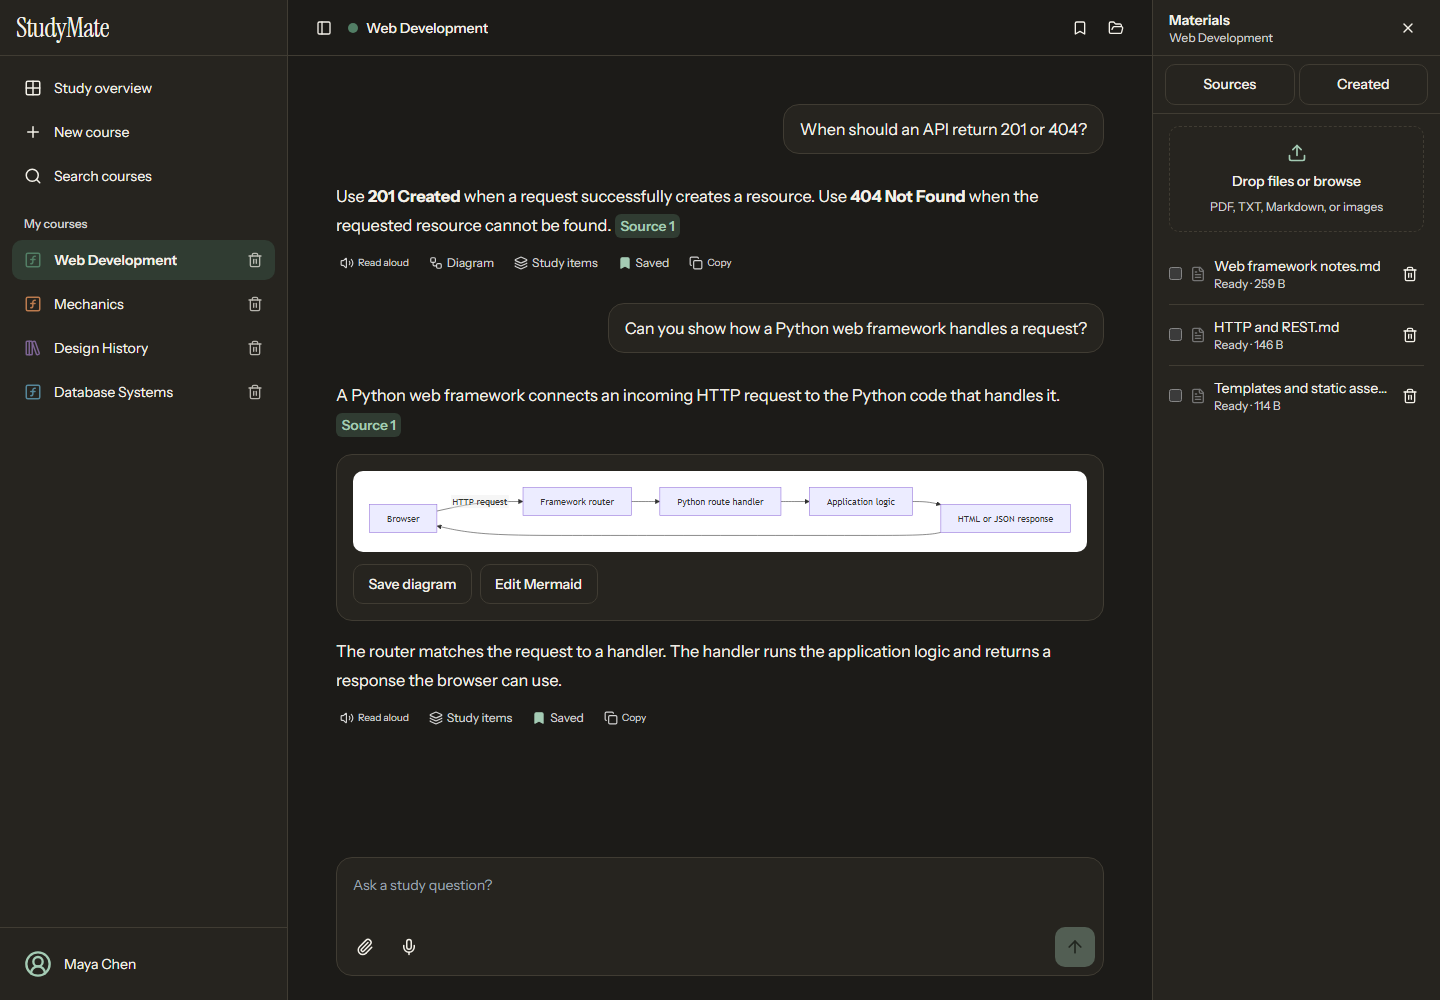 StudyMate
Study overview
New course
Search courses
My courses
Web Development
Mechanics
Design History
Database Systems
Maya Chen
Web Development
When should an API return 201 or 404?
Use 201 Created when a request successfully creates a resource. Use 404 Not Found when the
requested resource cannot be found. Source 1
Read aloud Diagram Study items Saved Copy
Can you show how a Python web framework handles a request?
A Python web framework connects an incoming HTTP request to the Python code that handles it.
Source 1
Browser
HTTP request
Framework router
Python route handler
Application logic
HTML or JSON response
Save diagram
Edit Mermaid
The router matches the request to a handler. The handler runs the application logic and returns a
response the browser can use.
Read aloud Study items Saved Copy
Ask a study question?
Materials
Web Development
Sources
Created
Drop files or browse
PDF, TXT, Markdown, or images
Web framework notes.md
Ready · 259 B
HTTP and REST.md
Ready · 146 B
Templates and static asse...
Ready · 114 B